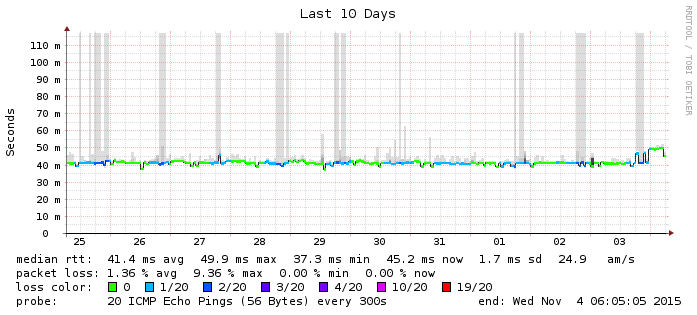 Last 10 Days
RRDTOOL / TOBI OETIKER
Seconds
110 m
100 m
90 m
80 m
70 m
60 m
50 m
40 m
30 m
20 m
10 m
0
25 26 27 28 29 30 31 01 02 03
median rtt: 41.4 ms avg 49.9 ms max 37.3 ms min 45.2 ms now 1.7 ms sd 24.9 am/s
packet loss: 1.36 % avg 9.36 % max 0.00 % min 0.00 % now
loss color: 0 1/20 2/20 3/20 4/20 10/20 19/20
probe: 20 ICMP Echo Pings (56 Bytes) every 300s end: Wed Nov 4 06:05:05 2015